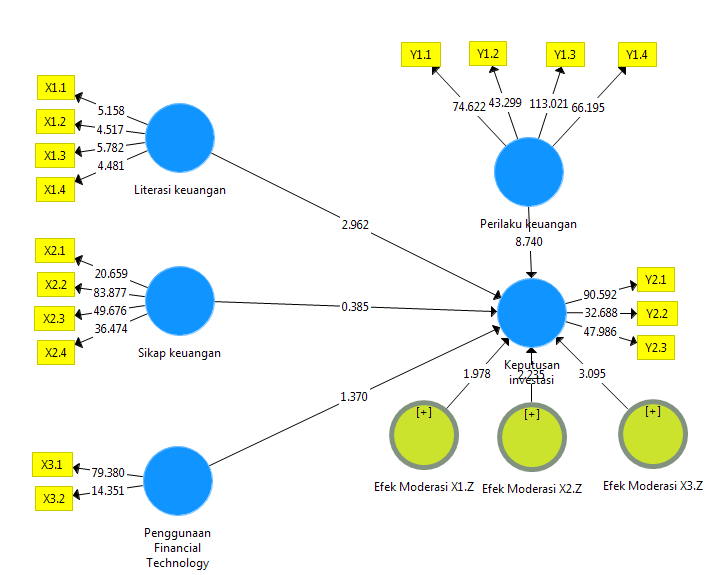 Y1.1
Y1.2
Y1.3
Y1.4
74.622
43.299
113.021
66.195
X1.1
X1.2
X1.3
X1.4
5.158
4.517
5.782
4.481
Literasi keuangan
2.962
Perilaku keuangan
8.740
X2.1
X2.2
X2.3
X2.4
20.659
83.877
49.676
36.474
Sikap keuangan
0.385
Y2.1
Y2.2
Y2.3
90.592
32.688
47.986
Keputusan
investasi
1.370
1.978
2.235
3.095
[+]
[+]
[+]
Efek Moderasi X1.Z
Efek Moderasi X2.Z
Efek Moderasi X3.Z
X3.1
X3.2
79.380
14.351
Penggunaan
Financial
Technology